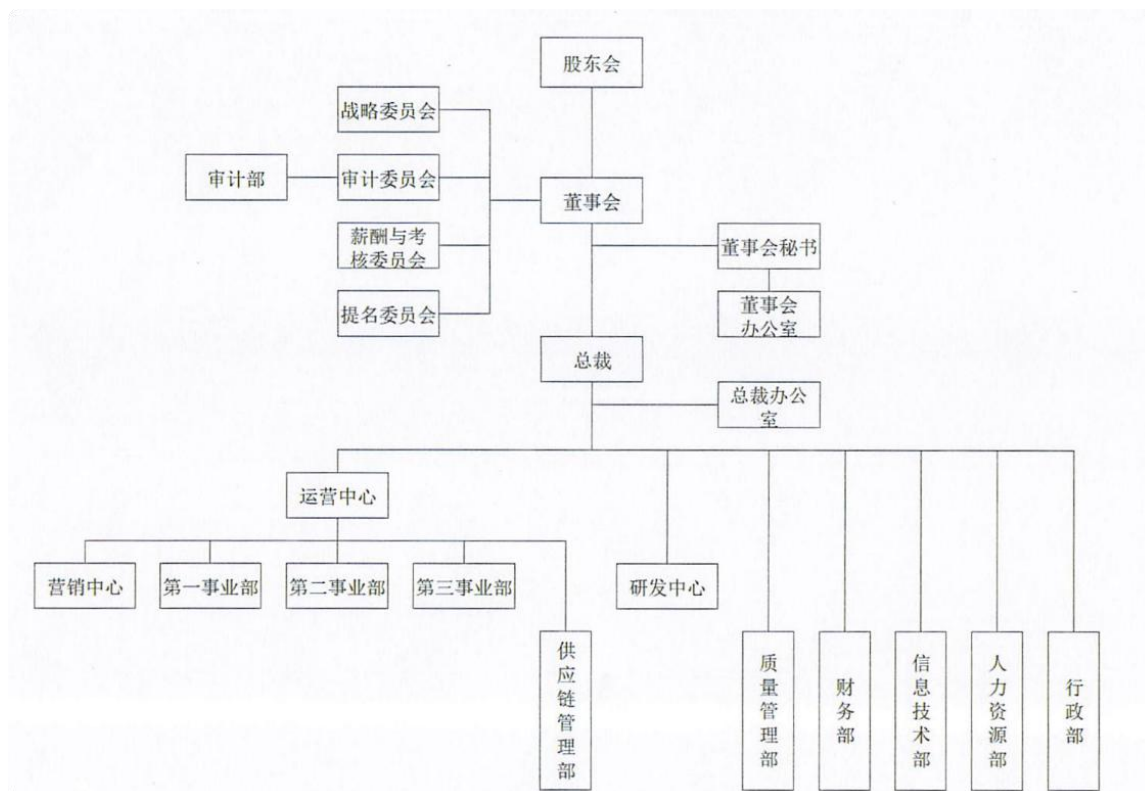 股东会
战略委员会
审计部
审计委员会
董事会
薪酬与考
核委员会
董事会秘书
提名委员会
董事会
办公室
总裁
总裁办公
室
运营中心
营销中心
第一事业部
第二事业部
第三事业部
研发中心
供应链管理部
质量管理部
财务部
信息技术部
人力资源部
行政部